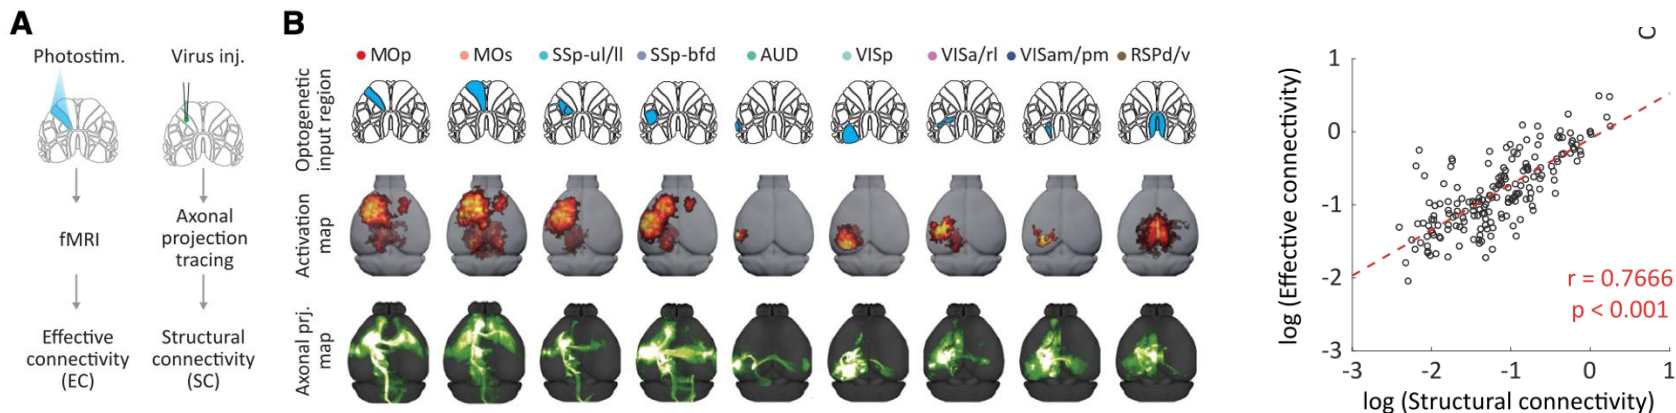 A
Photostim.
Virus inj.
fMRI
Axonal
projection
tracing
Effective
connectivity
(EC)
Structural
connectivity
(SC)
B
MOp
MOs
SSp-ul/ll
SSp-bfd
AUD
VISp
VISa/rl
VISam/pm
RSPd/v
Optogenetic
input region
Activation
map
Axonal prj.
map
C
log (Effective connectivity)
1
0
-1
-2
-3
r = 0.7666
p < 0.001
-3 -2 -1 0 1
log (Structural connectivity)